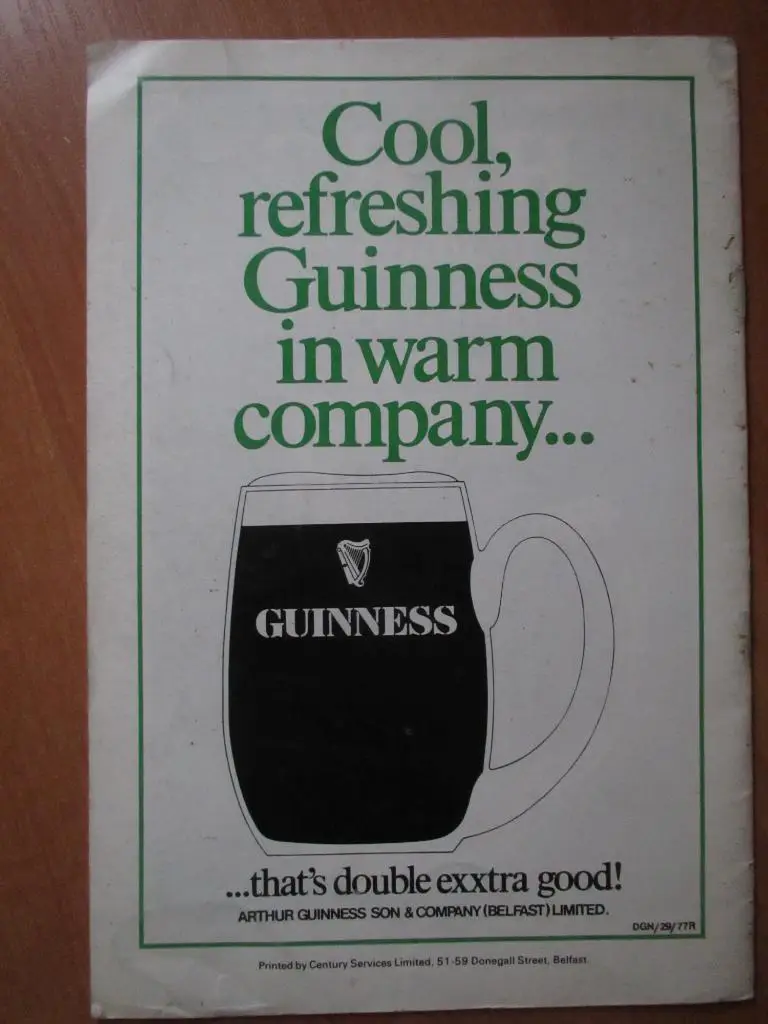 Cool,
refreshing
Guinness
in warm
company...
GUINNESS
...that's double exxtra good!
ARTHUR GUINNESS SON & COMPANY (BELFAST) LIMITED.
DGN/29/77R
Printed by Century Services Limited, 51-59 Donegall Street, Belfast.